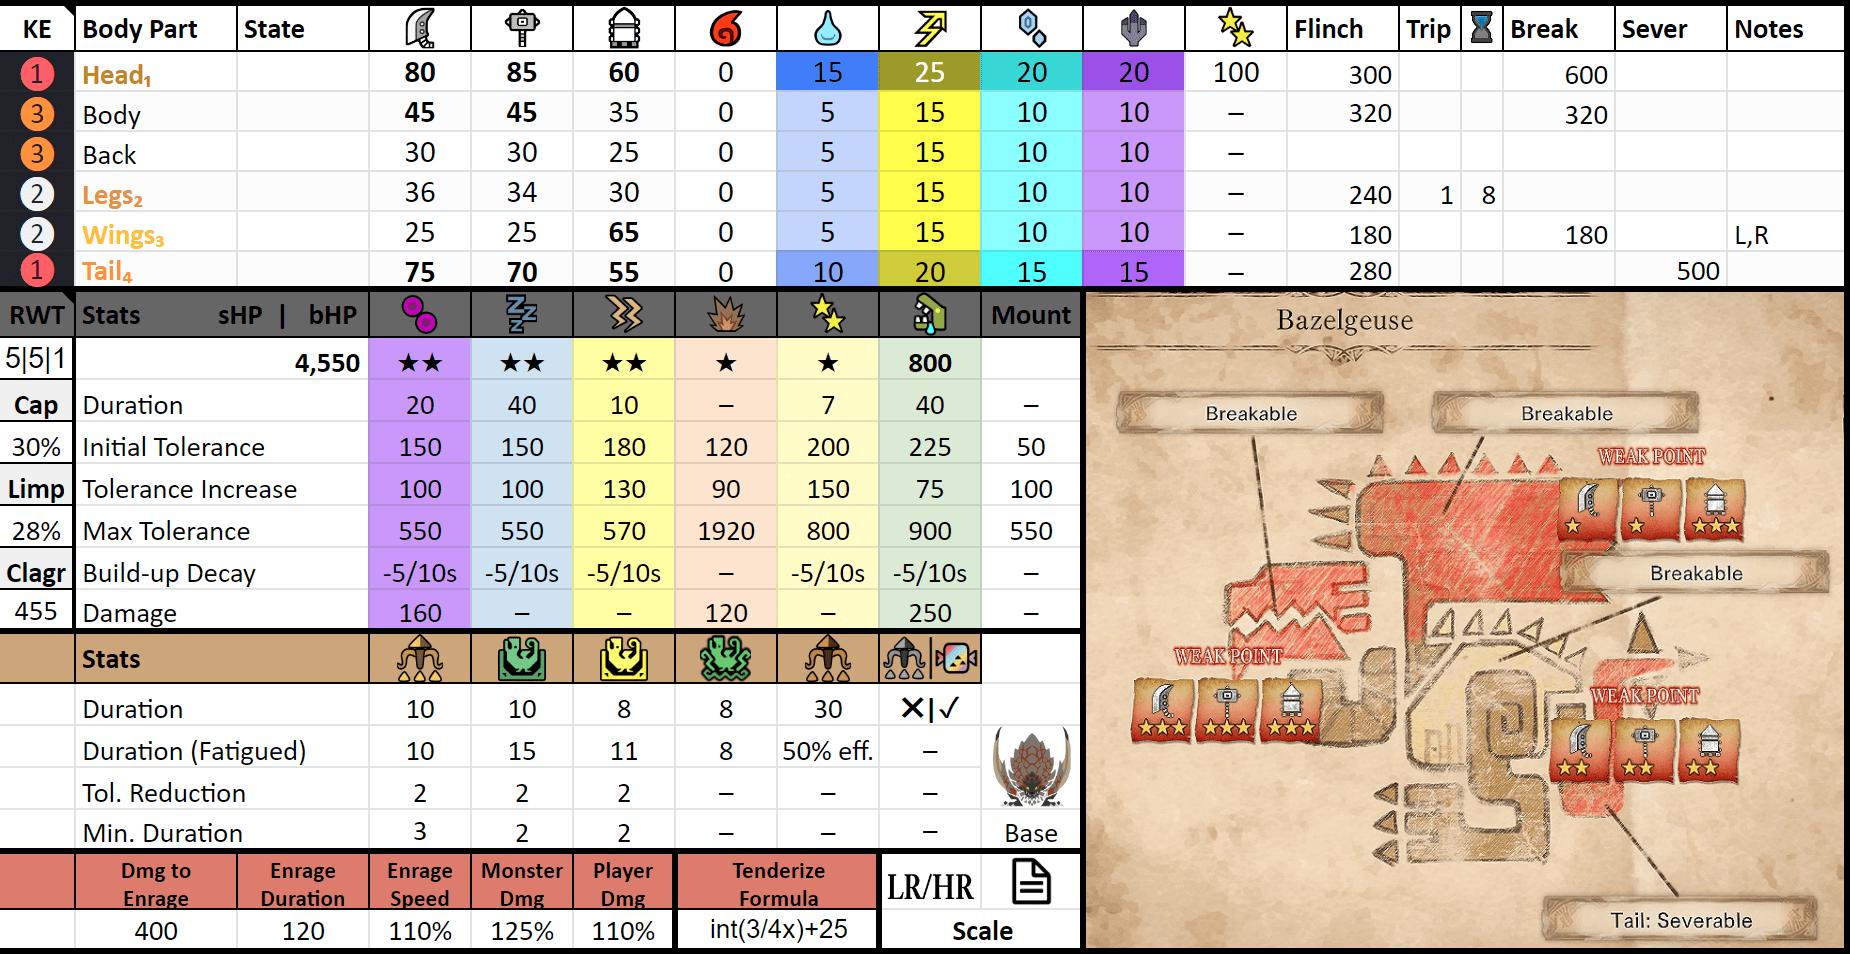 KE Body Part State Flinch Trip Break Sever Notes
1 Head₁ 80 85 60 0 15 25 20 20 100 300 600
3 Body 45 45 35 0 5 15 10 10 – 320 320
3 Back 30 30 25 0 5 15 10 10 –
2 Legs₂ 36 34 30 0 5 15 10 10 – 240 1 8
2 Wings₃ 25 25 65 0 5 15 10 10 – 180 180 L,R
1 Tail₄ 75 70 55 0 10 20 15 15 – 280 500
RWT Stats sHP | bHP Mount
5|5|1 4,550 ★★ ★★ ★★ ★ ★ 800
Cap Duration 20 40 10 – 7 40 –
30% Initial Tolerance 150 150 180 120 200 225 50
Limp Tolerance Increase 100 100 130 90 150 75 100
28% Max Tolerance 550 550 570 1920 800 900 550
Clagr Build-up Decay -5/10s -5/10s -5/10s – -5/10s -5/10s –
455 Damage 160 – – 120 – 250 –
Stats
Duration 10 10 8 8 30 ✕|✓
Duration (Fatigued) 10 15 11 8 50% eff. –
Tol. Reduction 2 2 2 – – –
Min. Duration 3 2 2 – – – Base
Dmg to Enrage Enrage Duration Enrage Speed Monster Dmg Player Dmg Tenderize Formula LR/HR
400 120 110% 125% 110% int(3/4x)+25 Scale
Bazelgeuse
Breakable
Breakable
WEAK POINT
Breakable
WEAK POINT
WEAK POINT
Tail: Severable